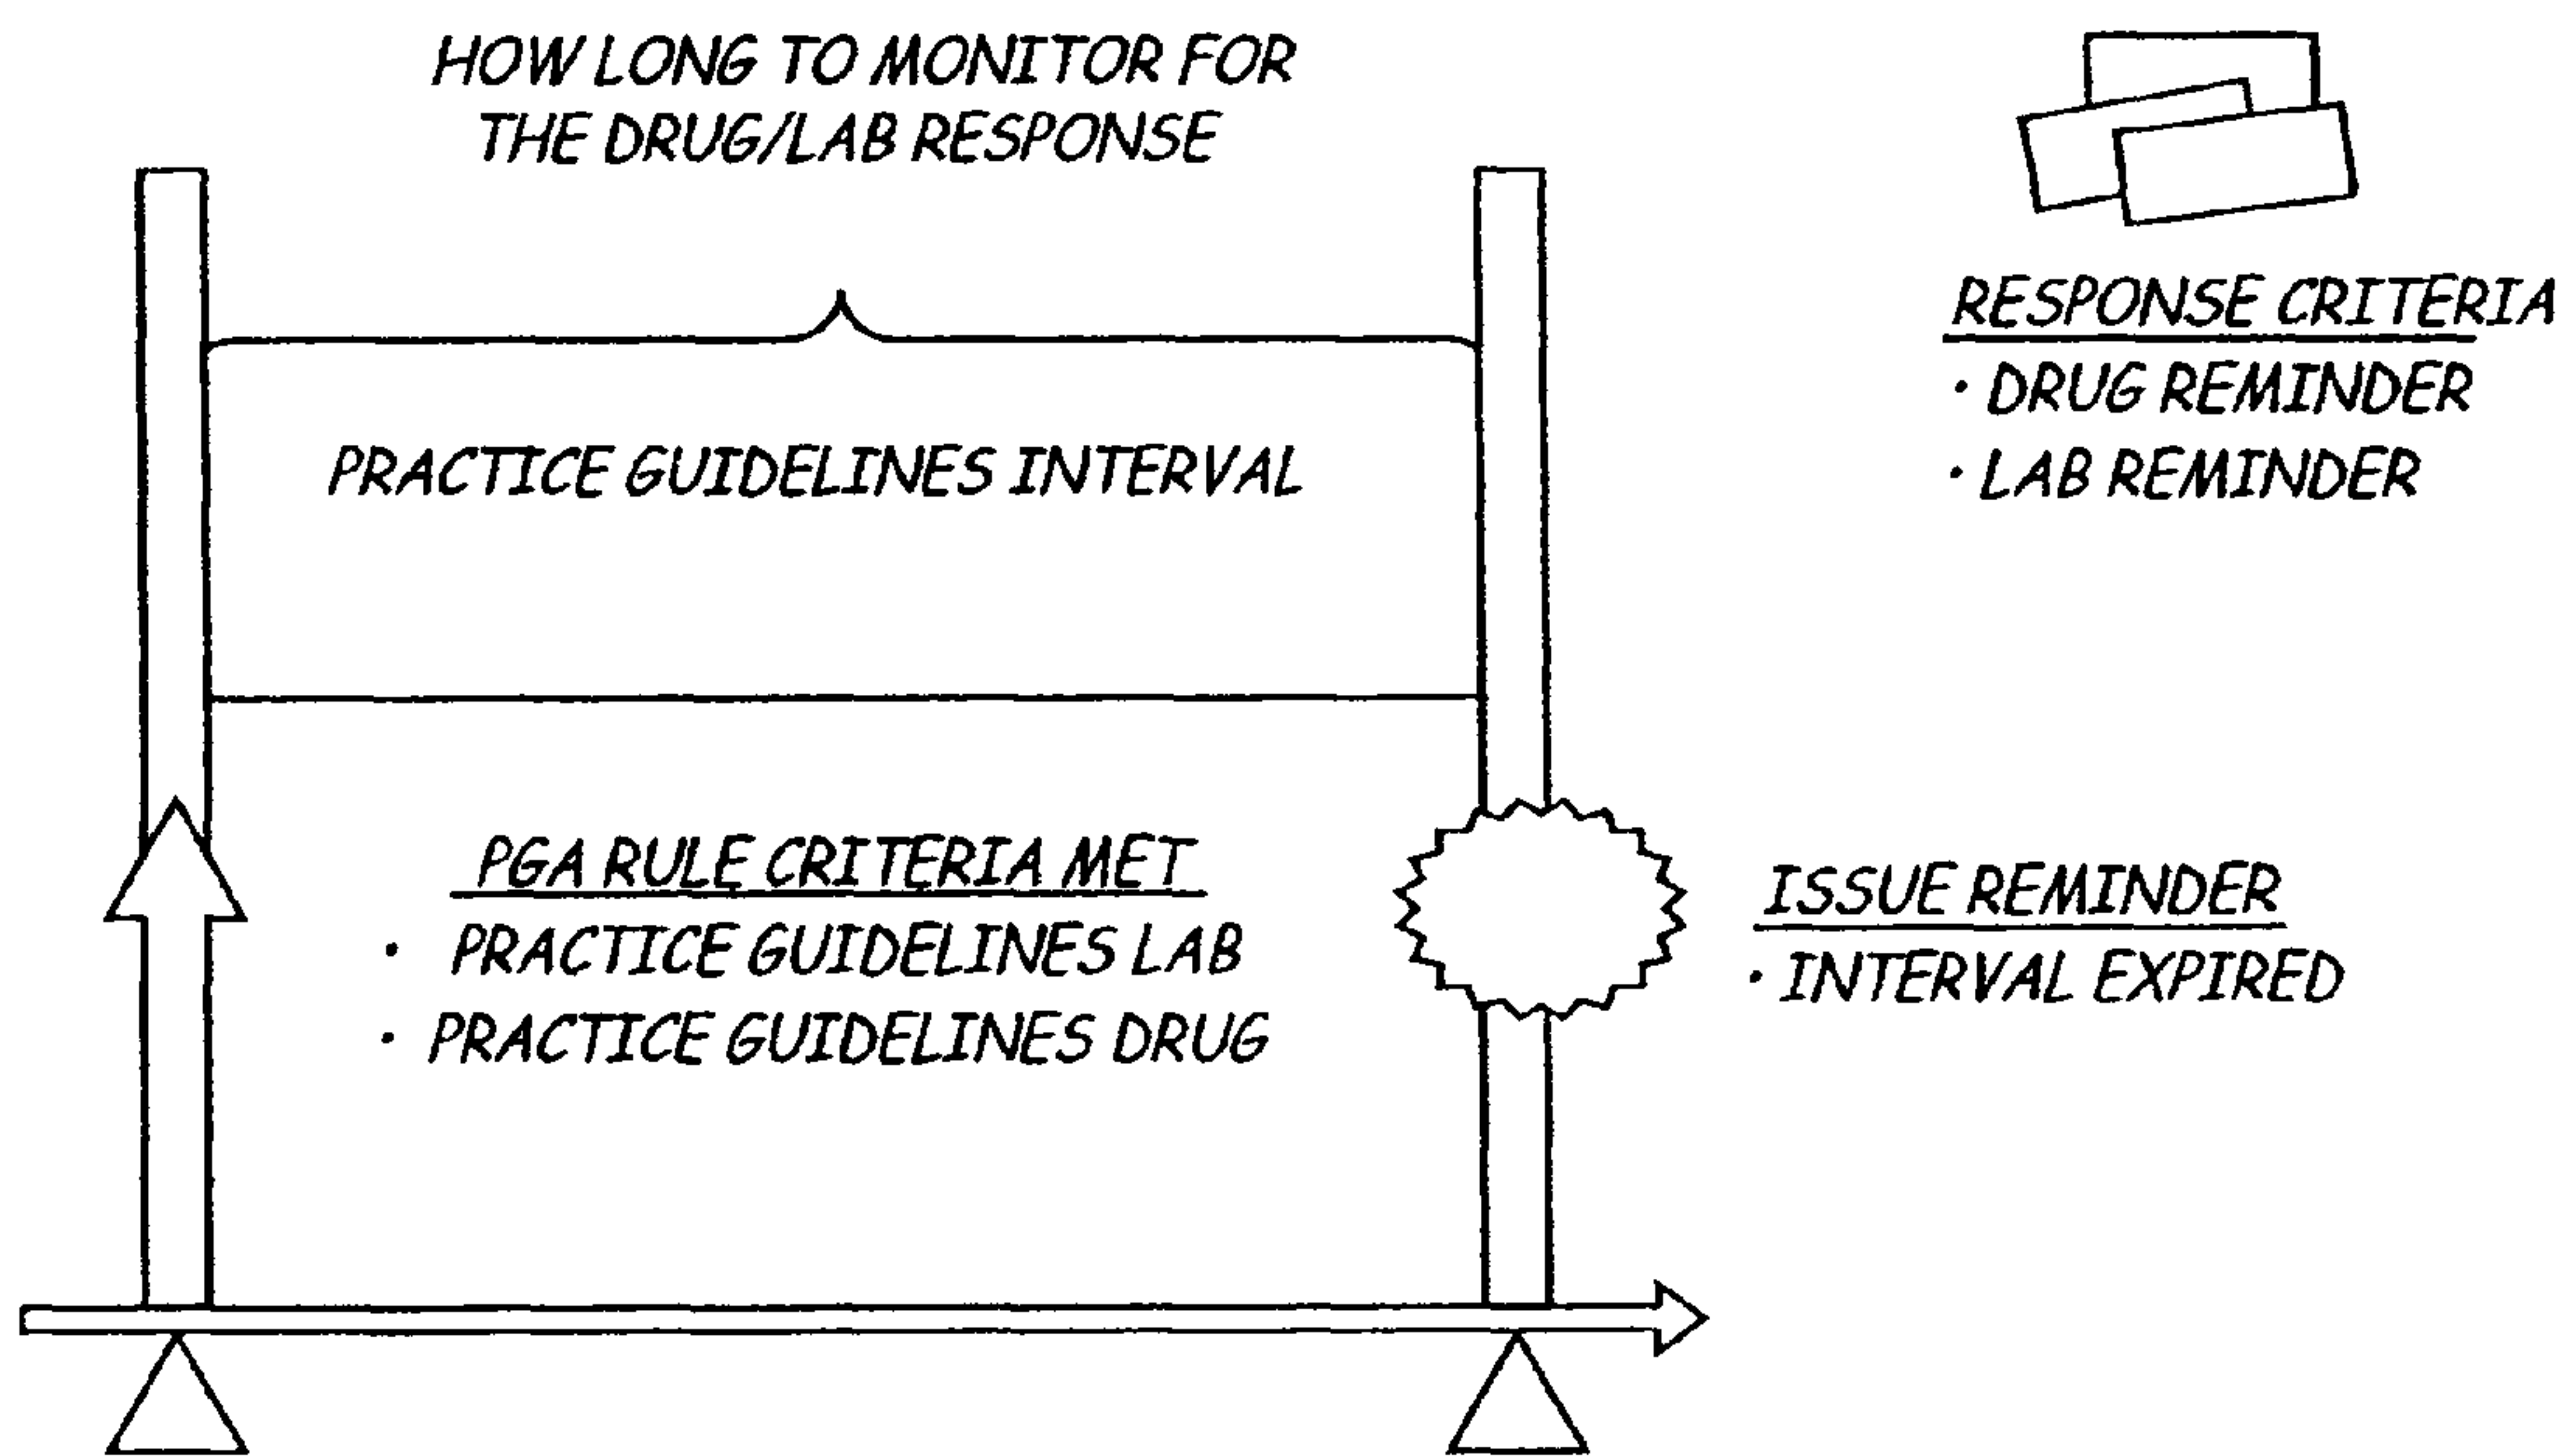 HOW LONG TO MONITOR FOR
THE DRUG/LAB RESPONSE
PRACTICE GUIDELINES INTERVAL
PGA RULE CRITERIA MET
· PRACTICE GUIDELINES LAB
· PRACTICE GUIDELINES DRUG
RESPONSE CRITERIA
· DRUG REMINDER
· LAB REMINDER
ISSUE REMINDER
· INTERVAL EXPIRED